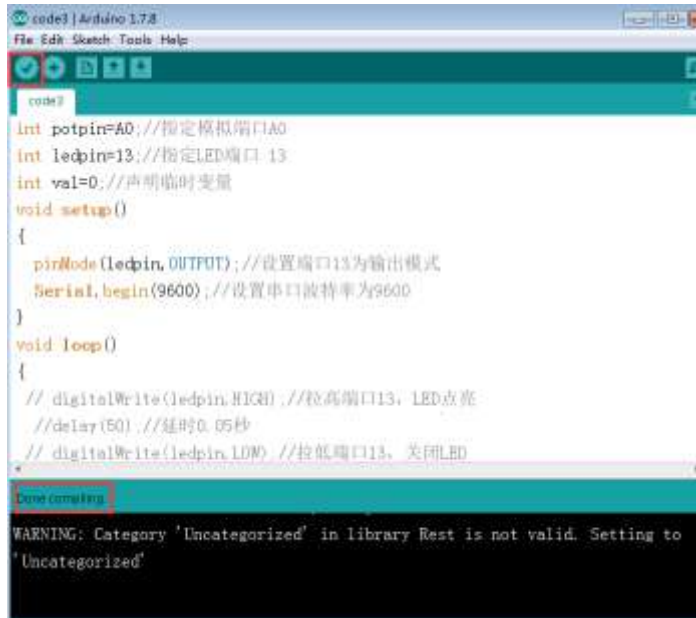 code3 | Arduino 1.7.8
File Edit Sketch Tools Help
code3
int potpin=A0;//指定模拟端口A0
int ledpin=13;//指定LED端口 13
int val=0;//声明临时变量
void setup()
{
pinMode(ledpin,OUTPUT);//设置端口13为输出模式
Serial.begin(9600);//设置串口波特率为9600
}
void loop()
{
// digitalWrite(ledpin,HIGH);//拉高端口13，LED点亮
//delay(50);//延时0.05秒
// digitalWrite(ledpin,LOW) //拉低端口13， 关闭LED
Done compiling.
WARNING: Category 'Uncategorized' in library Rest is not valid. Setting to
'Uncategorized'